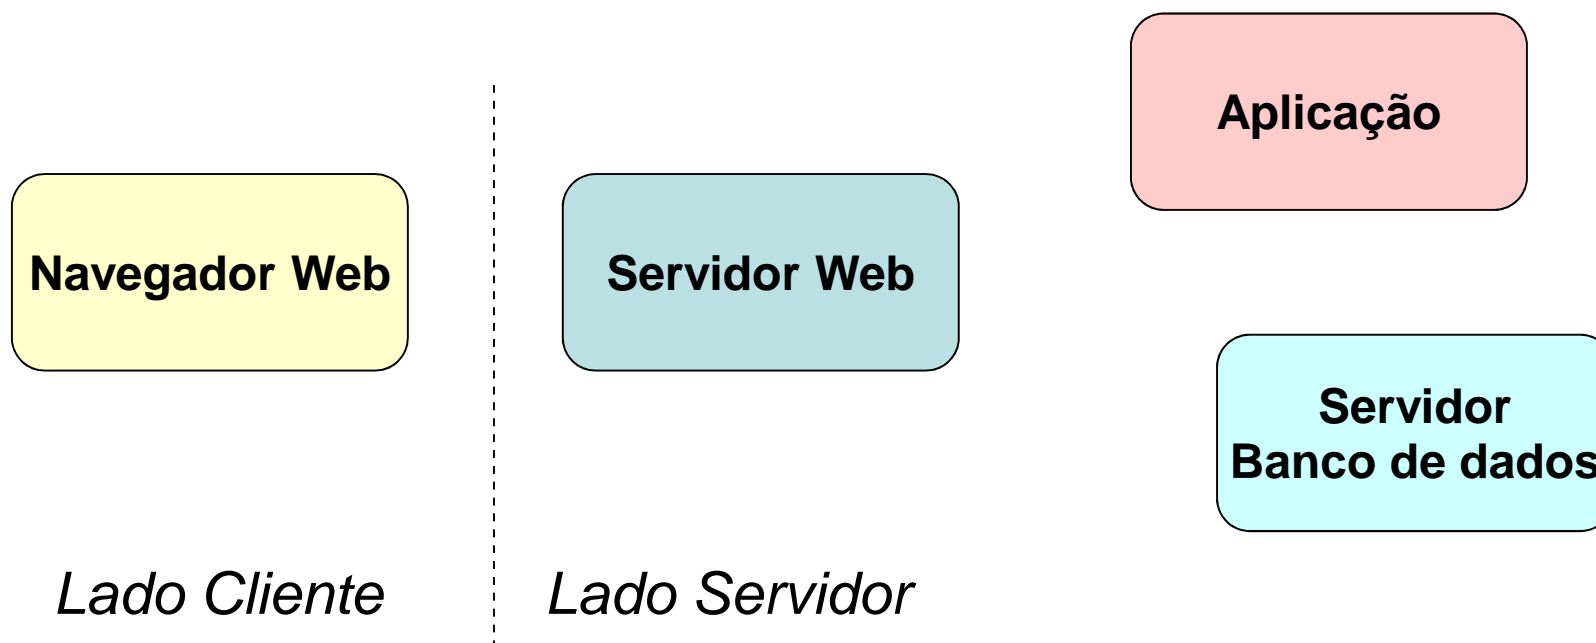 Aplicação
Navegador Web
Servidor Web
Servidor
Banco de dados
Lado Cliente
Lado Servidor